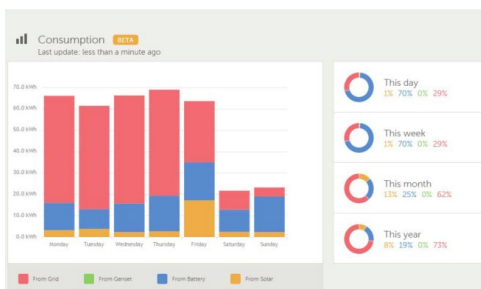 Consumption BETA
Last update: less than a minute ago
70.0 kWh
60.0 kWh
50.0 kWh
40.0 kWh
30.0 kWh
20.0 kWh
10.0 kWh
0.0 kWh
Monday Tuesday Wednesday Thursday Friday Saturday Sunday
From Grid From Genset From Battery From Solar
This day
1% 70% 0% 29%
This week
1% 70% 0% 29%
This month
13% 25% 0% 62%
This year
8% 19% 0% 73%